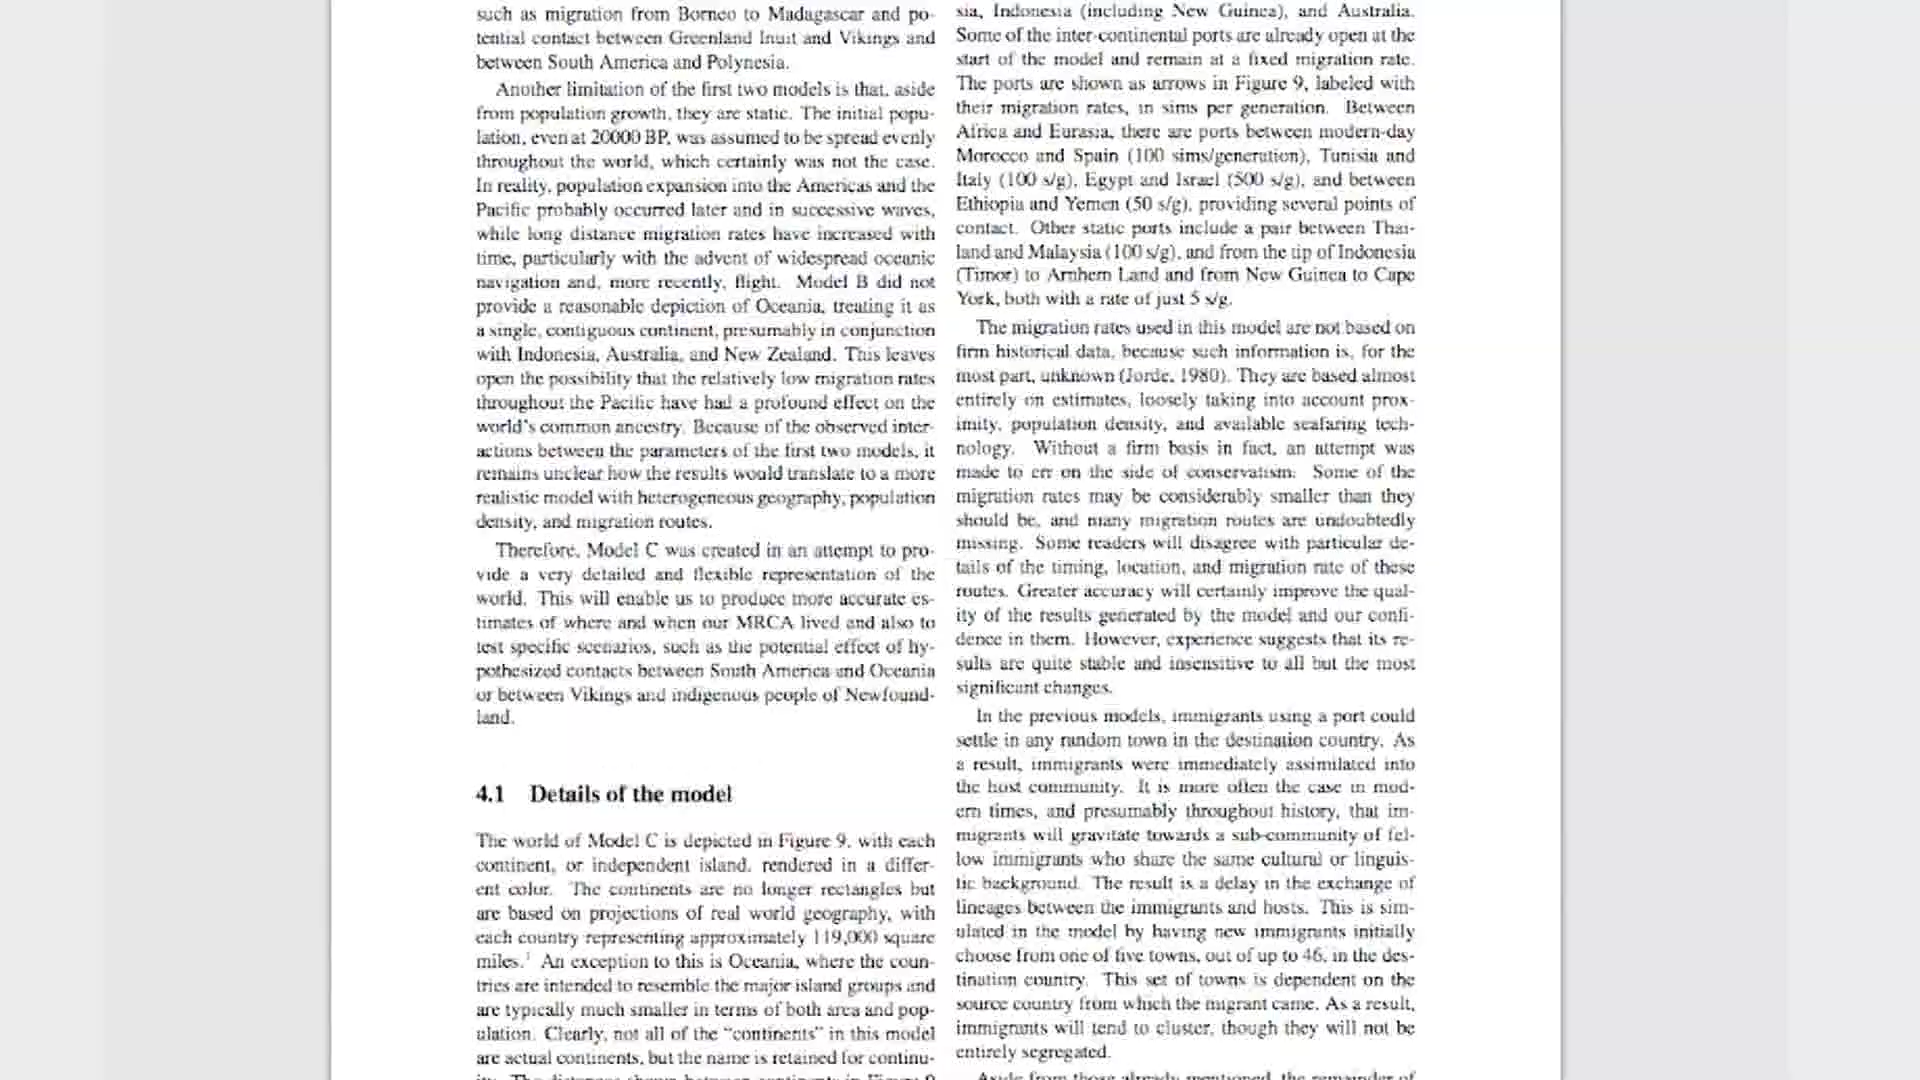 such as migration from Borneo to Madagascar and po-
tential contact between Greenland Inuit and Vikings and
between South America and Polynesia.
Another limitation of the first two models is that, aside
from population growth, they are static. The initial popu-
lation, even at 20000 BP, was assumed to be spread evenly
throughout the world, which certainly was not the case.
In reality, population expansion into the Americas and the
Pacific probably occurred later and in successive waves,
while long distance migration rates have increased with
time, particularly with the advent of widespread oceanic
navigation and, more recently, flight. Model B did not
provide a reasonable depiction of Oceania, treating it as
a single, contiguous continent, presumably in conjunction
with Indonesia, Australia, and New Zealand. This leaves
open the possibility that the relatively low migration rates
throughout the Pacific have had a profound effect on the
world's common ancestry. Because of the observed inter-
actions between the parameters of the first two models, it
remains unclear how the results would translate to a more
realistic model with heterogeneous geography, population
density, and migration routes.
Therefore, Model C was created in an attempt to pro-
vide a very detailed and flexible representation of the
world. This will enable us to produce more accurate es-
timates of where and when our MRCA lived and also to
test specific scenarios, such as the potential effect of hy-
pothesized contacts between South America and Oceania
or between Vikings and indigenous people of Newfound-
land.
4.1 Details of the model
The world of Model C is depicted in Figure 9, with each
continent, or independent island, rendered in a differ-
ent color. The continents are no longer rectangles but
are based on projections of real world geography, with
each country representing approximately 119,000 square
miles.1 An exception to this is Oceania, where the coun-
tries are intended to resemble the major island groups and
are typically much smaller in terms of both area and pop-
ulation. Clearly, not all of the "continents" in this model
are actual continents, but the name is retained for continu-
sia, Indonesia (including New Guinea), and Australia.
Some of the inter-continental ports are already open at the
start of the model and remain at a fixed migration rate.
The ports are shown as arrows in Figure 9, labeled with
their migration rates, in sims per generation. Between
Africa and Eurasia, there are ports between modern-day
Morocco and Spain (100 sims/generation), Tunisia and
Italy (100 s/g), Egypt and Israel (500 s/g), and between
Ethiopia and Yemen (50 s/g), providing several points of
contact. Other static ports include a pair between Thai-
land and Malaysia (100 s/g), and from the tip of Indonesia
(Timor) to Arnhem Land and from New Guinea to Cape
York, both with a rate of just 5 s/g.
The migration rates used in this model are not based on
firm historical data, because such information is, for the
most part, unknown (Jorde, 1980). They are based almost
entirely on estimates, loosely taking into account prox-
imity, population density, and available seafaring tech-
nology. Without a firm basis in fact, an attempt was
made to err on the side of conservatism. Some of the
migration rates may be considerably smaller than they
should be, and many migration routes are undoubtedly
missing. Some readers will disagree with particular de-
tails of the timing, location, and migration rate of these
routes. Greater accuracy will certainly improve the qual-
ity of the results generated by the model and our confi-
dence in them. However, experience suggests that its re-
sults are quite stable and insensitive to all but the most
significant changes.
In the previous models, immigrants using a port could
settle in any random town in the destination country. As
a result, immigrants were immediately assimilated into
the host community. It is more often the case in mod-
ern times, and presumably throughout history, that im-
migrants will gravitate towards a sub-community of fel-
low immigrants who share the same cultural or linguis-
tic background. The result is a delay in the exchange of
lineages between the immigrants and hosts. This is sim-
ulated in the model by having new immigrants initially
choose from one of five towns, out of up to 46, in the des-
tination country. This set of towns is dependent on the
source country from which the migrant came. As a result,
immigrants will tend to cluster, though they will not be
entirely segregated.
Aside from those already mentioned, the remainder of